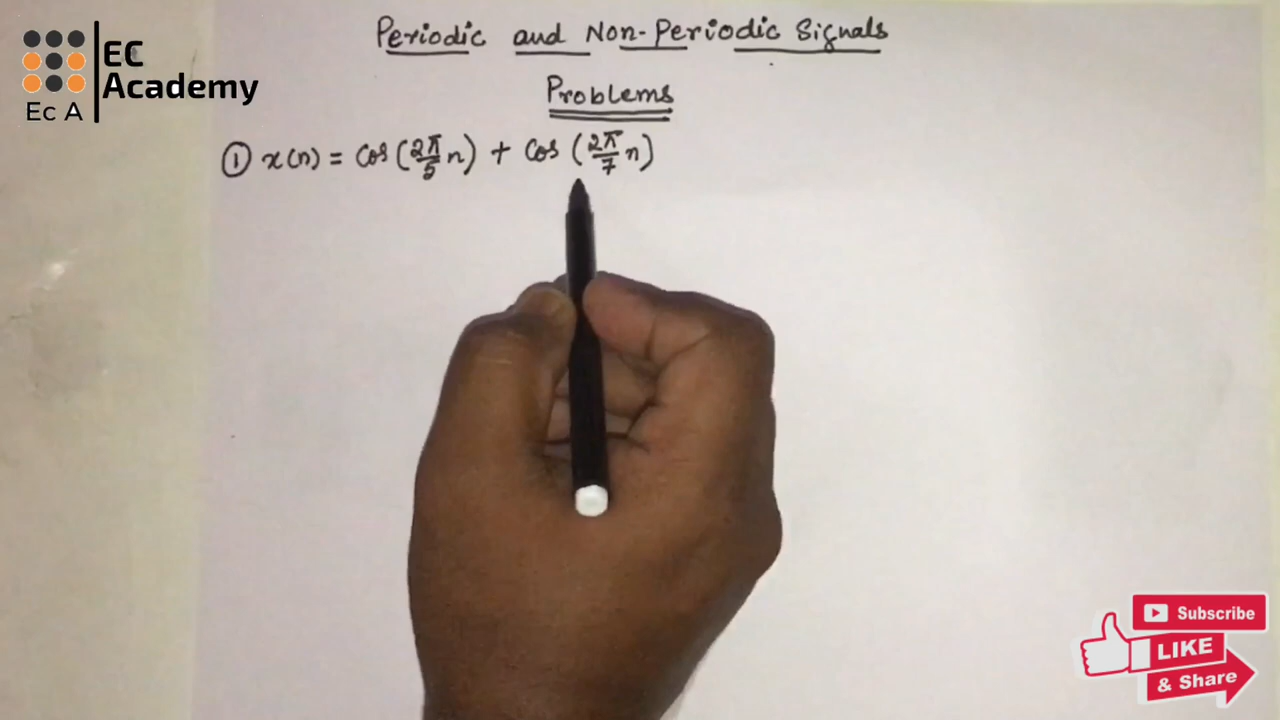 EC
Academy
Ec A
Periodic and Non-Periodic Signals
Problems
① x(n) = Cos(2π/5 n) + Cos(2π/7 n)
Subscribe
LIKE
& Share